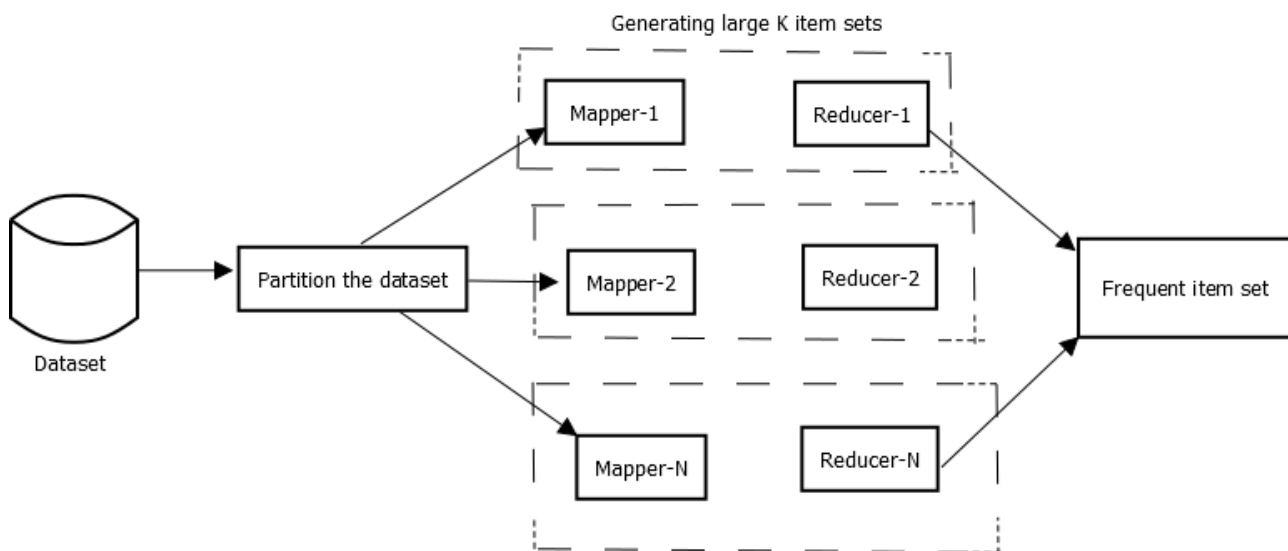 Generating large K item sets
Mapper-1
Reducer-1
Partition the dataset
Mapper-2
Reducer-2
Frequent item set
Dataset
Mapper-N
Reducer-N